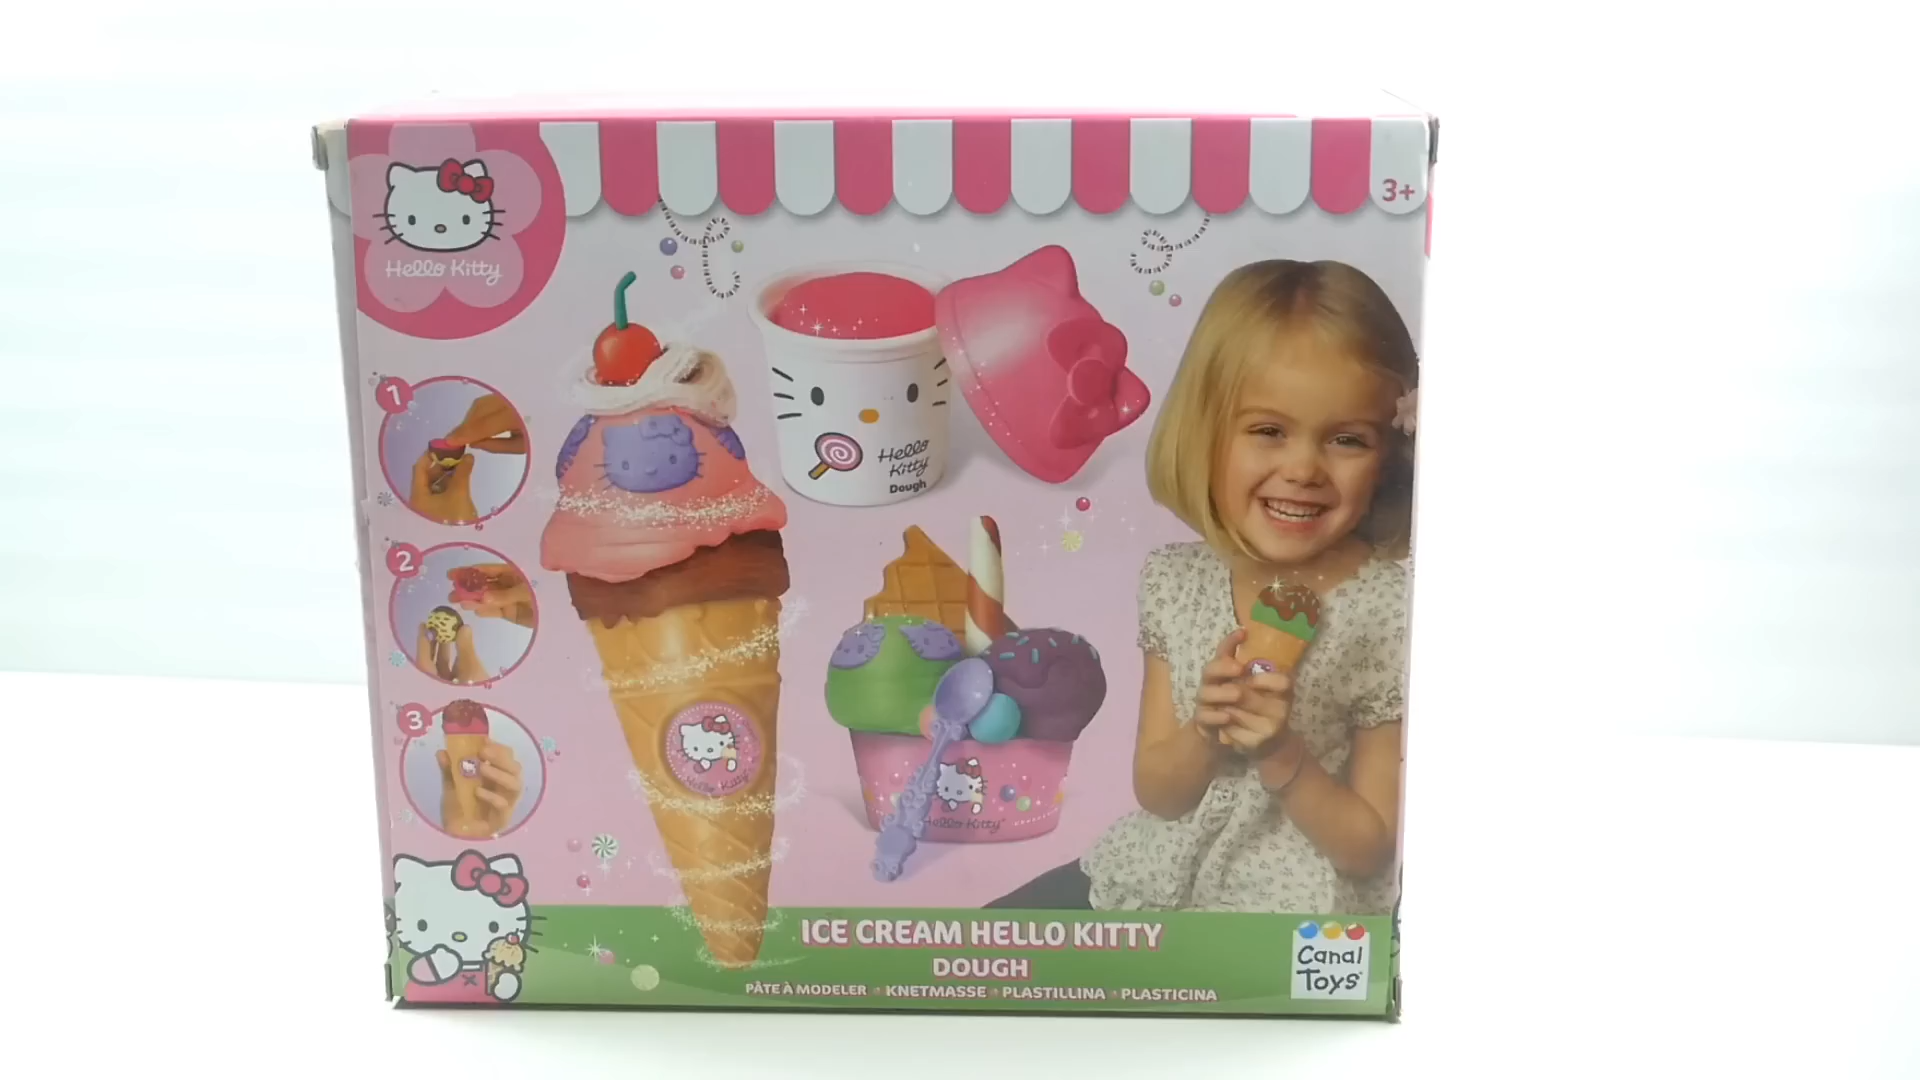 3+
Hello Kitty
1
Hello
Kitty
Dough
2
3
Hello Kitty
Hello Kitty
ICE CREAM HELLO KITTY
DOUGH
PÂTE À MODELER • KNETMASSE • PLASTILLINA • PLASTICINA
Canal
Toys